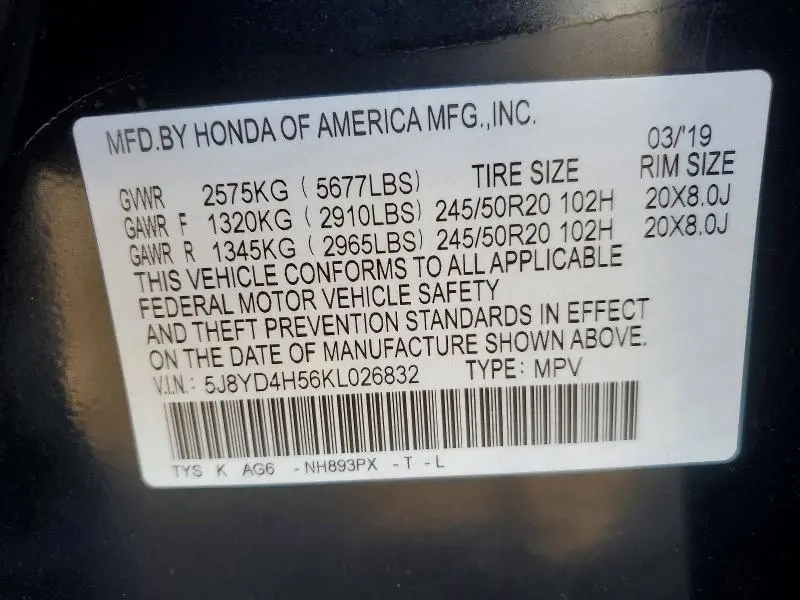 MFD.BY HONDA OF AMERICA MFG.,INC. 03/'19
GVWR 2575KG ( 5677LBS) TIRE SIZE RIM SIZE
GAWR F 1320KG ( 2910LBS) 245/50R20 102H 20X8.0J
GAWR R 1345KG ( 2965LBS) 245/50R20 102H 20X8.0J
THIS VEHICLE CONFORMS TO ALL APPLICABLE
FEDERAL MOTOR VEHICLE SAFETY
AND THEFT PREVENTION STANDARDS IN EFFECT
ON THE DATE OF MANUFACTURE SHOWN ABOVE.
V.I.N.: 5J8YD4H56KL026832 TYPE: MPV
TYS K AG6 -NH893PX -T -L